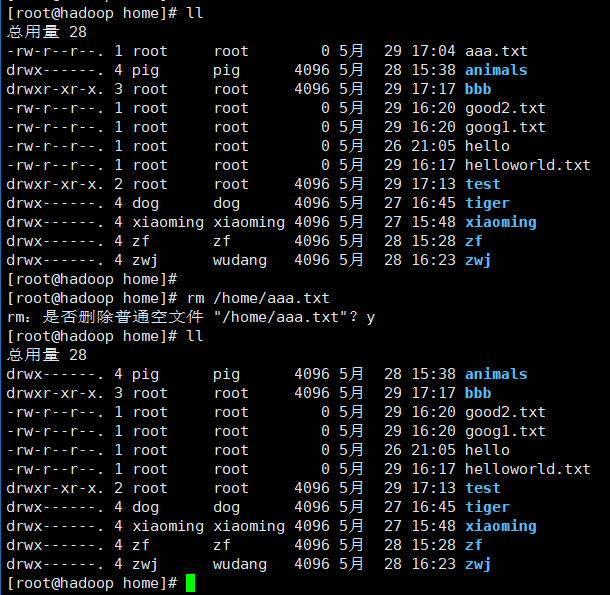 [root@hadoop home]# ll
总用量 28
-rw-r--r--. 1 root     root        0 5月  29 17:04 aaa.txt
drwx------. 4 pig      pig      4096 5月  28 15:38 animals
drwxr-xr-x. 3 root     root     4096 5月  29 17:17 bbb
-rw-r--r--. 1 root     root        0 5月  29 16:20 good2.txt
-rw-r--r--. 1 root     root        0 5月  29 16:20 goog1.txt
-rw-r--r--. 1 root     root        0 5月  26 21:05 hello
-rw-r--r--. 1 root     root        0 5月  29 16:17 helloworld.txt
drwxr-xr-x. 2 root     root     4096 5月  29 17:13 test
drwx------. 4 dog      dog      4096 5月  27 16:45 tiger
drwx------. 4 xiaoming xiaoming 4096 5月  27 15:48 xiaoming
drwx------. 4 zf       zf       4096 5月  28 15:28 zf
drwx------. 4 zwj      wudang   4096 5月  28 16:23 zwj
[root@hadoop home]#
[root@hadoop home]# rm /home/aaa.txt
rm：是否删除普通空文件 "/home/aaa.txt"？y
[root@hadoop home]# ll
总用量 28
drwx------. 4 pig      pig      4096 5月  28 15:38 animals
drwxr-xr-x. 3 root     root     4096 5月  29 17:17 bbb
-rw-r--r--. 1 root     root        0 5月  29 16:20 good2.txt
-rw-r--r--. 1 root     root        0 5月  29 16:20 goog1.txt
-rw-r--r--. 1 root     root        0 5月  26 21:05 hello
-rw-r--r--. 1 root     root        0 5月  29 16:17 helloworld.txt
drwxr-xr-x. 2 root     root     4096 5月  29 17:13 test
drwx------. 4 dog      dog      4096 5月  27 16:45 tiger
drwx------. 4 xiaoming xiaoming 4096 5月  27 15:48 xiaoming
drwx------. 4 zf       zf       4096 5月  28 15:28 zf
drwx------. 4 zwj      wudang   4096 5月  28 16:23 zwj
[root@hadoop home]#